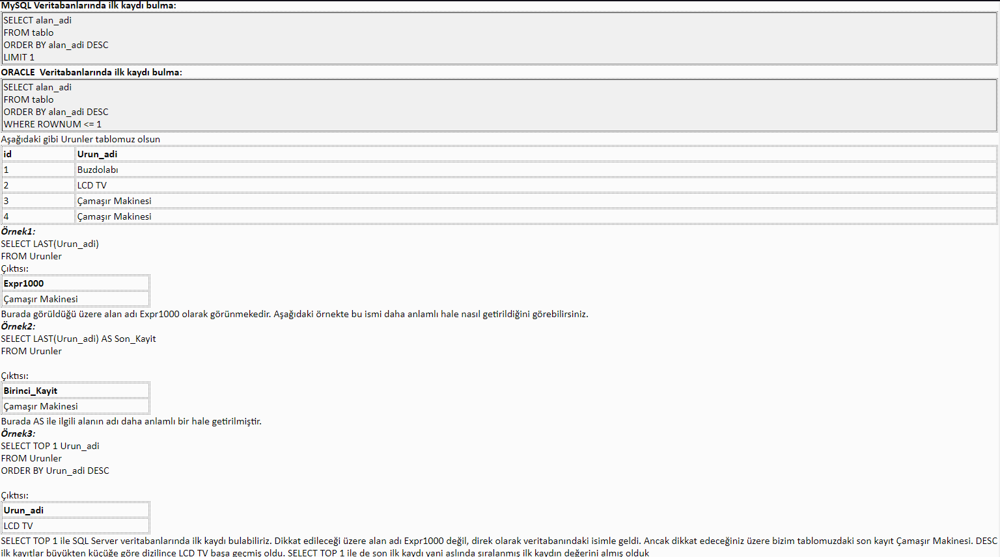 MySQL Veritabanlarında ilk kaydı bulma:
SELECT alan_adi
FROM tablo
ORDER BY alan_adi DESC
LIMIT 1
ORACLE  Veritabanlarında ilk kaydı bulma:
SELECT alan_adi
FROM tablo
ORDER BY alan_adi DESC
WHERE ROWNUM <= 1
Aşağıdaki gibi Urunler tablomuz olsun
id Urun_adi
1 Buzdolabı
2 LCD TV
3 Çamaşır Makinesi
4 Çamaşır Makinesi
Örnek1:
SELECT LAST(Urun_adi)
FROM Urunler
Çıktısı:
Expr1000
Çamaşır Makinesi
Burada görüldüğü üzere alan adı Expr1000 olarak görünmekedir. Aşağıdaki örnekte bu ismi daha anlamlı hale nasıl getirildiğini görebilirsiniz.
Örnek2:
SELECT LAST(Urun_adi) AS Son_Kayit
FROM Urunler
Çıktısı:
Birinci_Kayit
Çamaşır Makinesi
Burada AS ile ilgili alanın adı daha anlamlı bir hale getirilmiştir.
Örnek3:
SELECT TOP 1 Urun_adi
FROM Urunler
ORDER BY Urun_adi DESC
Çıktısı:
Urun_adi
LCD TV
SELECT TOP 1 ile SQL Server veritabanlarında ilk kaydı bulabiliriz. Dikkat edileceği üzere alan adı Expr1000 değil, direk olarak veritabanındaki isimle geldi. Ancak dikkat edeceğiniz üzere bizim tablomuzdaki son kayıt Çamaşır Makinesi. DESC
ilk kayıtlar büyükten küçüğe göre dizilince LCD TV başa geçmiş oldu. SELECT TOP 1 ile de son ilk kaydı yani aslında sıralanmış ilk kaydın değerini almış olduk